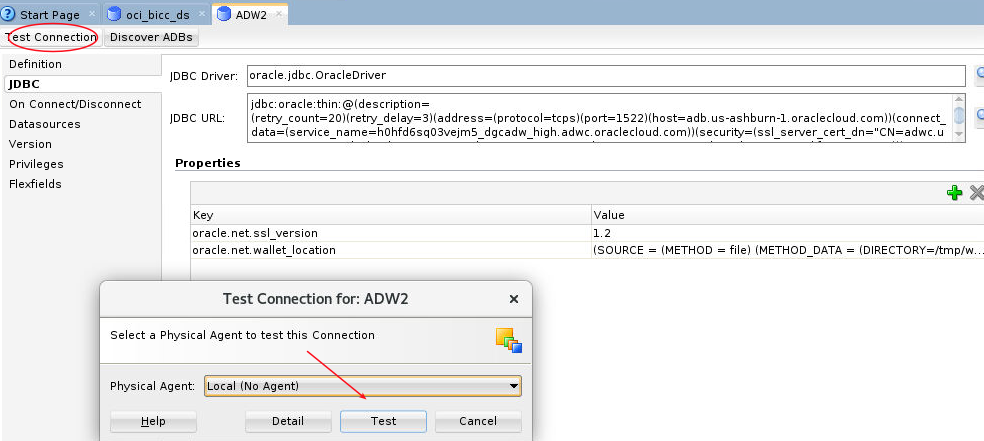 Start Page oci_bicc_ds ADW2
Test Connection Discover ADBs
Definition
JDBC
On Connect/Disconnect
Datasources
Version
Privileges
Flexfields
JDBC Driver: oracle.jdbc.OracleDriver
JDBC URL:
jdbc:oracle:thin:@(description=
(retry_count=20)(retry_delay=3)(address=(protocol=tcps)(port=1522)(host=adb.us-ashburn-1.oraclecloud.com))(connect_
data=(service_name=h0hfd6sq03vejm5_dgcadw_high.adwc.oraclecloud.com))(security=(ssl_server_cert_dn="CN=adwc.u
Properties
Key Value
oracle.net.ssl_version 1.2
oracle.net.wallet_location (SOURCE = (METHOD = file) (METHOD_DATA = (DIRECTORY=/tmp/w...
Test Connection for: ADW2
Select a Physical Agent to test this Connection
Physical Agent: Local (No Agent)
Help Detail Test Cancel